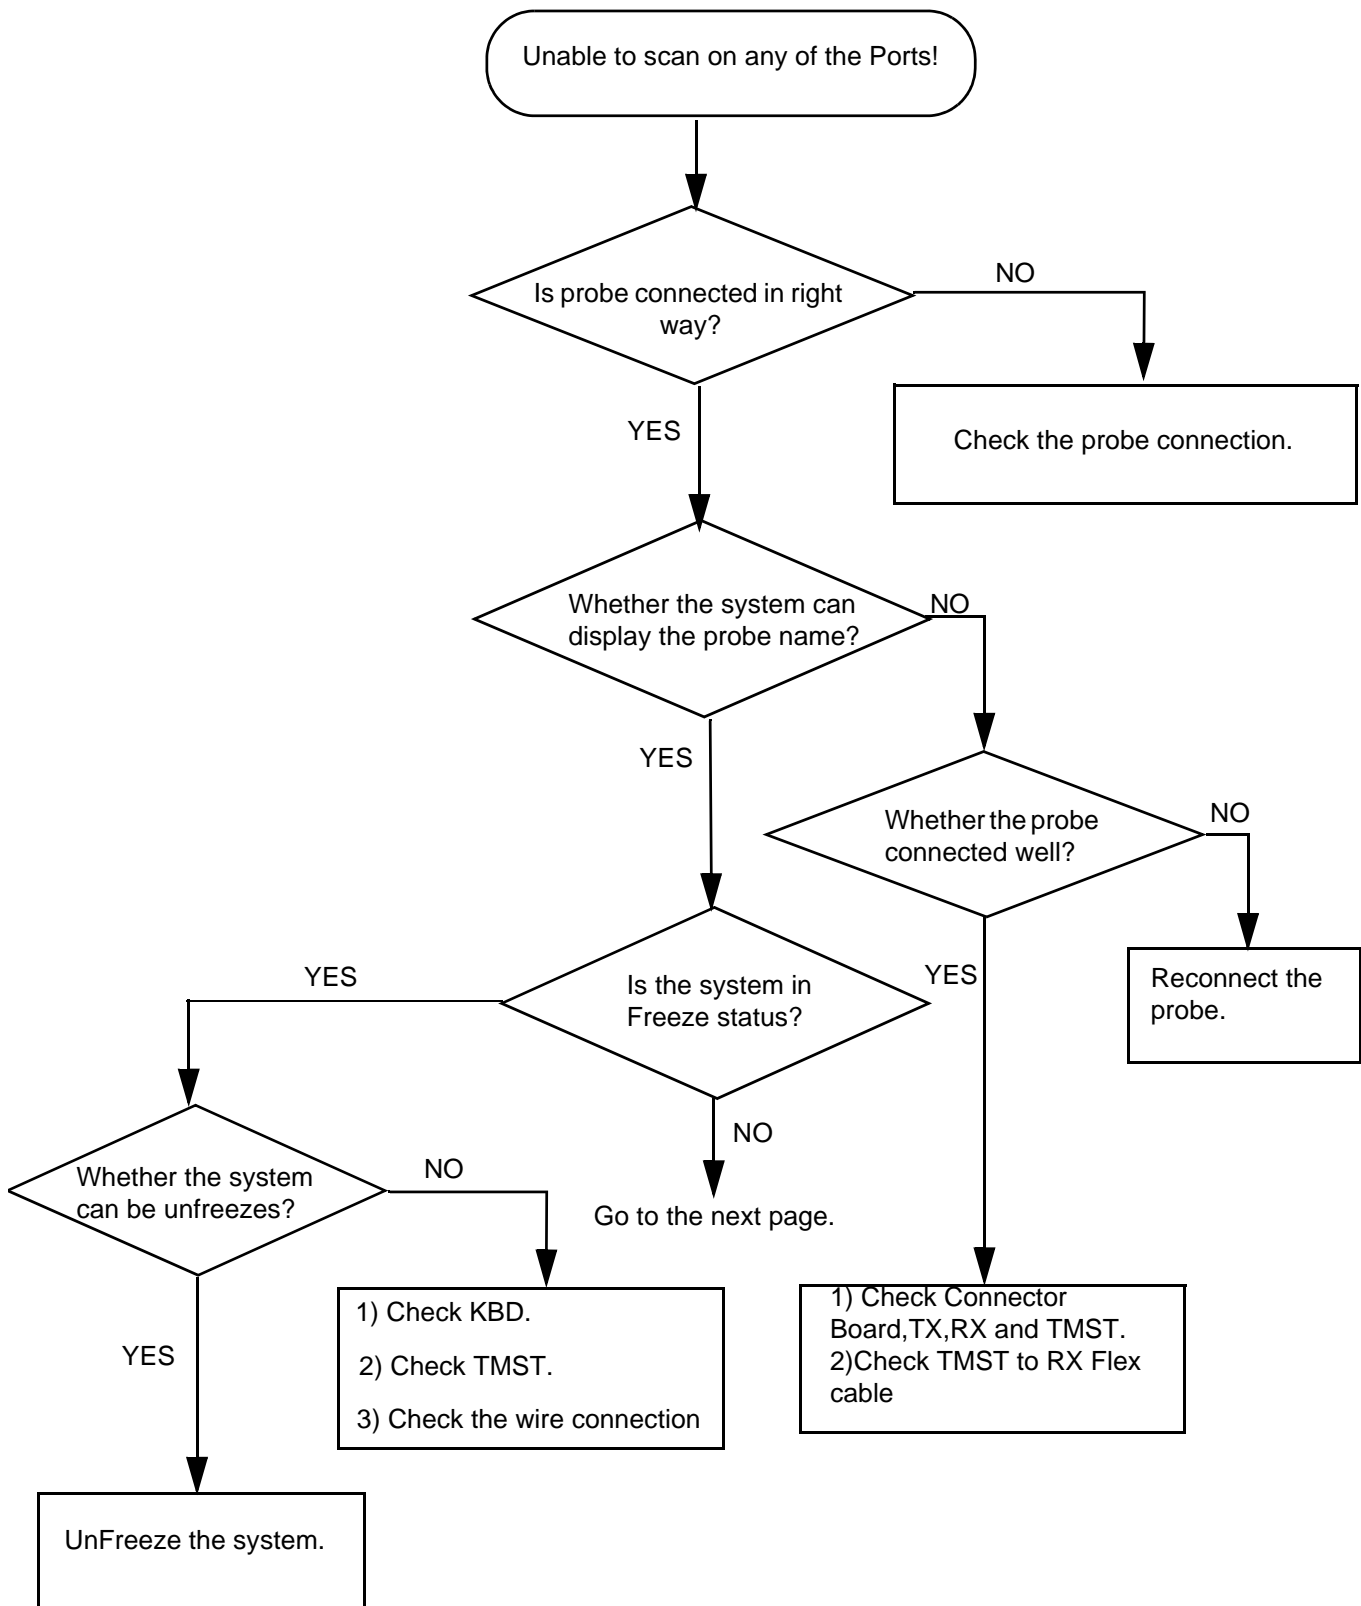 Unable to scan on any of the Ports!
Is probe connected in right
way?
NO
Check the probe connection.
YES
Whether the system can
display the probe name?
NO
YES
Whether the probe
connected well?
NO
Reconnect the
probe.
YES
Is the system in
Freeze status?
YES
NO
Go to the next page.
Whether the system
can be unfreezes?
NO
1) Check KBD.
2) Check TMST.
3) Check the wire connection
1) Check Connector
Board,TX,RX and TMST.
2)Check TMST to RX Flex
cable
YES
UnFreeze the system.